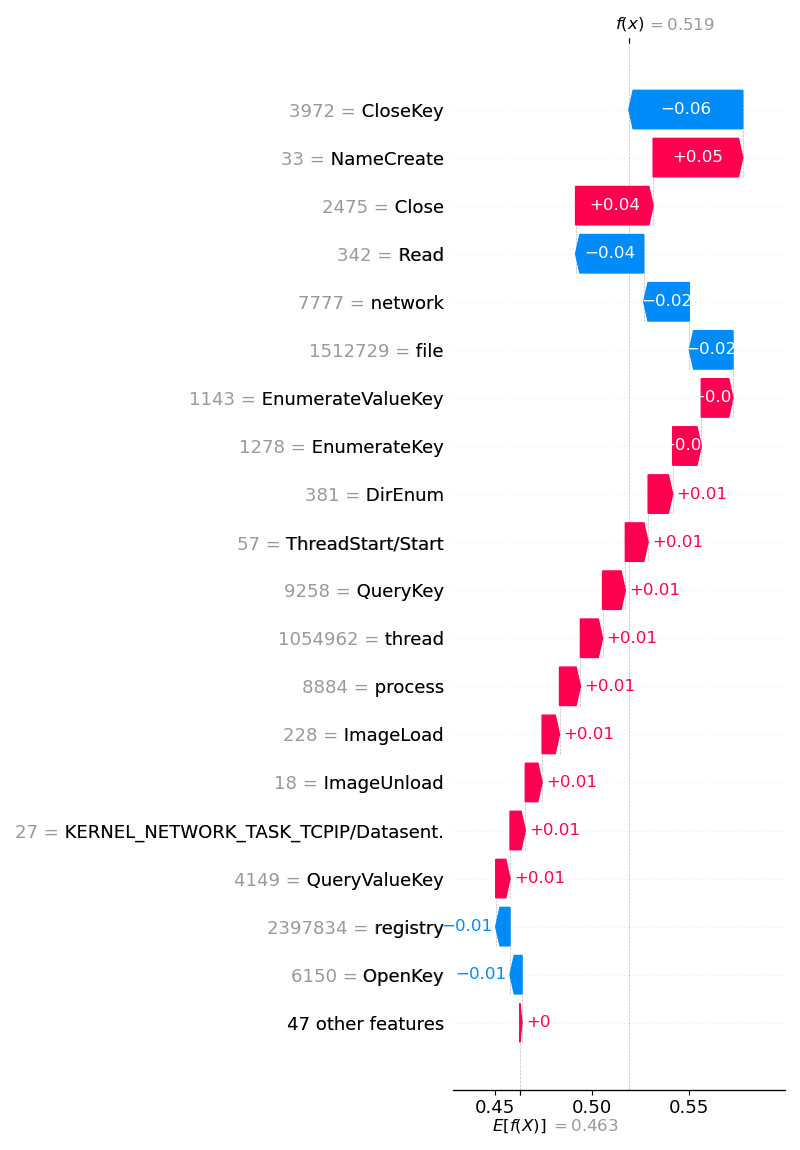 f(x) = 0.519
3972 = CloseKey −0.06
33 = NameCreate +0.05
2475 = Close +0.04
342 = Read −0.04
7777 = network −0.02
1512729 = file −0.02
1143 = EnumerateValueKey
1278 = EnumerateKey
381 = DirEnum +0.01
57 = ThreadStart/Start +0.01
9258 = QueryKey +0.01
1054962 = thread +0.01
8884 = process +0.01
228 = ImageLoad +0.01
18 = ImageUnload +0.01
27 = KERNEL_NETWORK_TASK_TCPIP/Datasent. +0.01
4149 = QueryValueKey +0.01
2397834 = registry −0.01
6150 = OpenKey −0.01
47 other features +0
0.45 0.50 0.55
E[f(X)] = 0.463